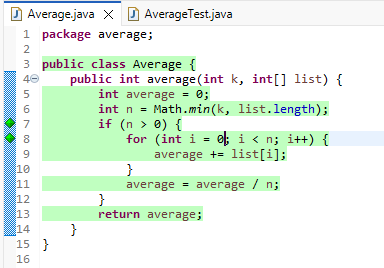 Average.java AverageTest.java
1 package average;
2
3 public class Average {
4 public int average(int k, int[] list) {
5 int average = 0;
6 int n = Math.min(k, list.length);
7 if (n > 0) {
8 for (int i = 0; i < n; i++) {
9 average += list[i];
10 }
11 average = average / n;
12 }
13 return average;
14 }
15 }
16